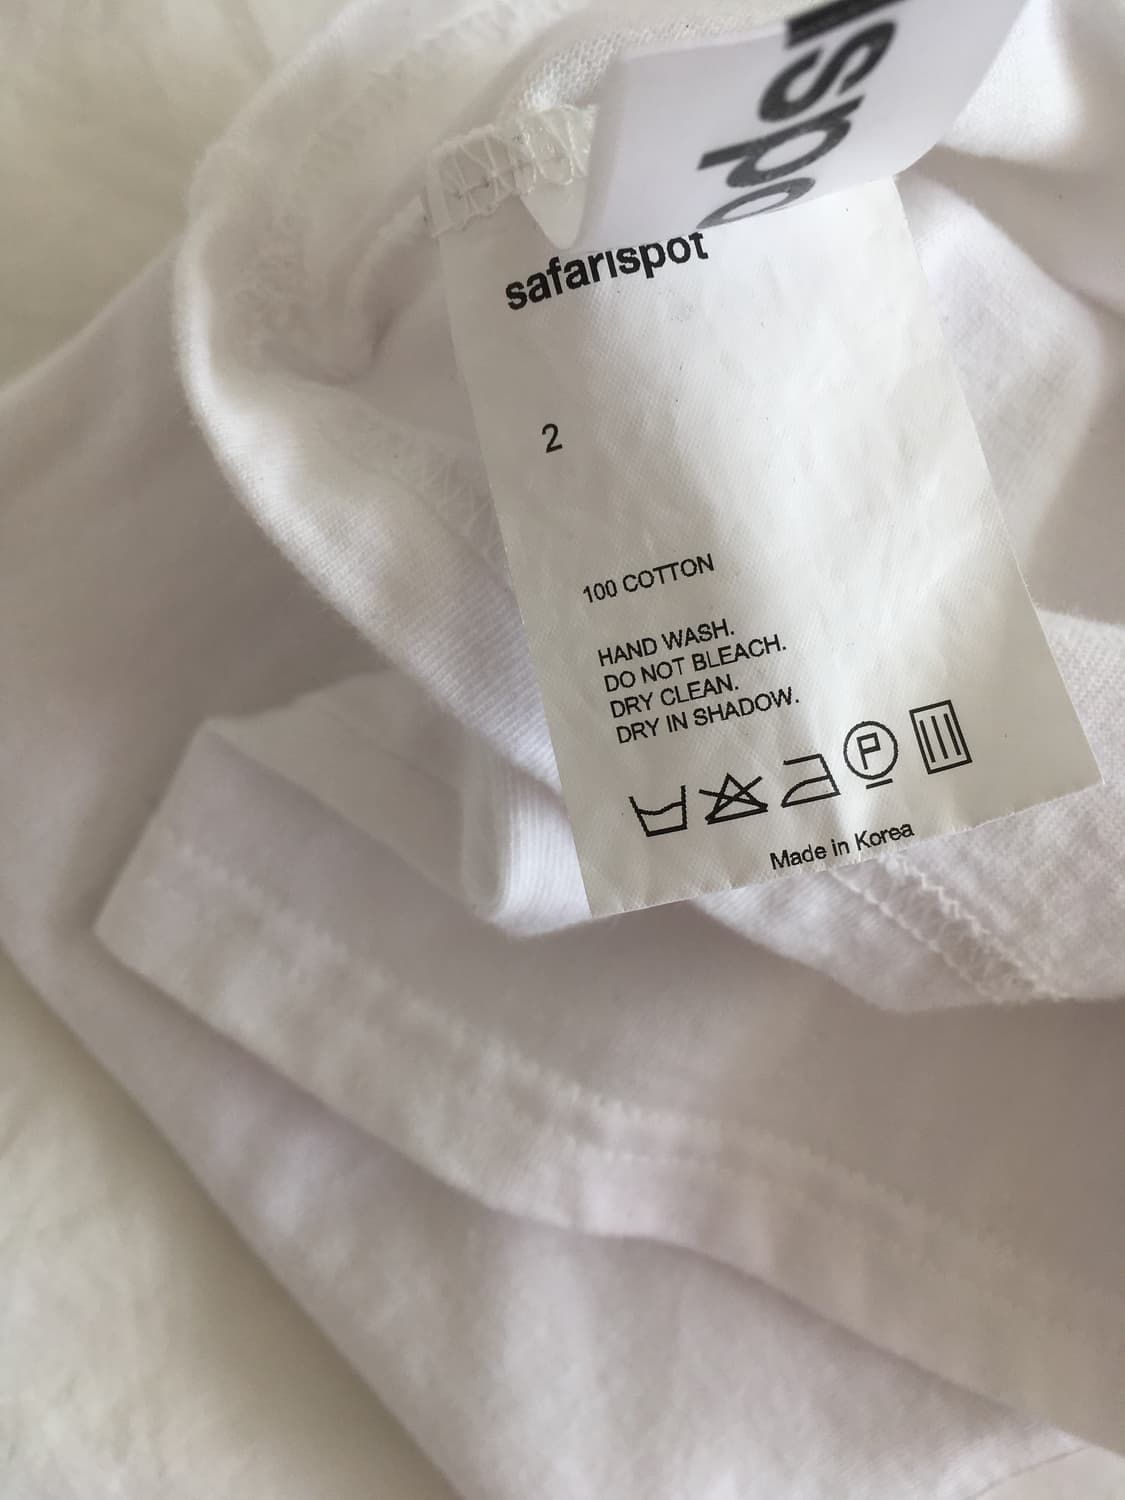 safarispot
2
100 COTTON
HAND WASH.
DO NOT BLEACH.
DRY CLEAN.
DRY IN SHADOW.
P
Made in Korea